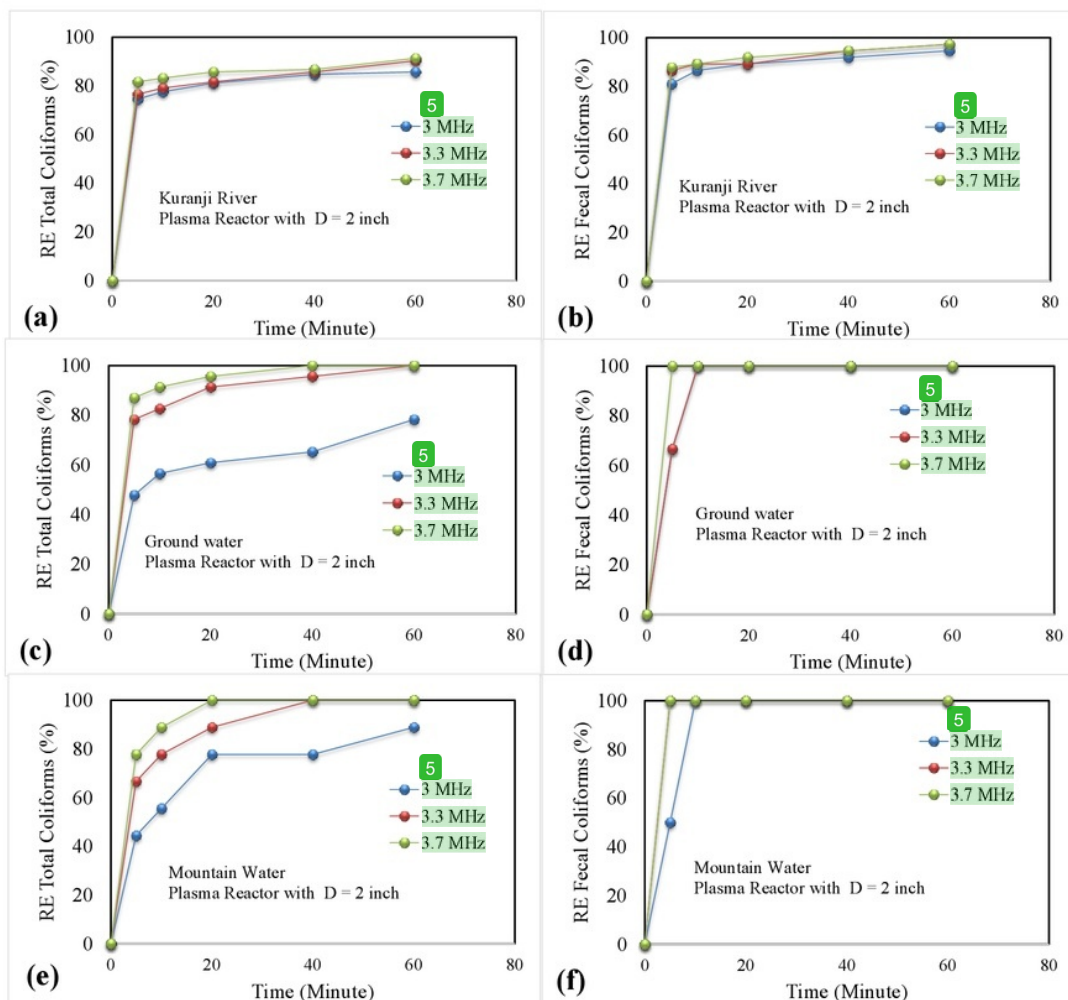 100
80
60
40
20
0
RE Total Coliforms (%)
5
3 MHz
3.3 MHz
3.7 MHz
Kuranji River
Plasma Reactor with D = 2 inch
0
20
40
60
80
Time (Minute)
(a)
100
80
60
40
20
0
RE Fecal Coliforms (%)
5
3 MHz
3.3 MHz
3.7 MHz
Kuranji River
Plasma Reactor with D = 2 inch
0
20
40
60
80
Time (Minute)
(b)
100
80
60
40
20
0
RE Total Coliforms (%)
5
3 MHz
3.3 MHz
3.7 MHz
Ground water
Plasma Reactor with D = 2 inch
0
20
40
60
80
Time (Minute)
(c)
100
80
60
40
20
0
RE Fecal Coliforms (%)
5
3 MHz
3.3 MHz
3.7 MHz
Ground water
Plasma Reactor with D = 2 inch
0
20
40
60
80
Time (Minute)
(d)
100
80
60
40
20
0
RE Total Coliforms (%)
5
3 MHz
3.3 MHz
3.7 MHz
Mountain Water
Plasma Reactor with D = 2 inch
0
20
40
60
80
Time (Minute)
(e)
100
80
60
40
20
0
RE Fecal Coliforms (%)
5
3 MHz
3.3 MHz
3.7 MHz
Mountain Water
Plasma Reactor with D = 2 inch
0
20
40
60
80
Time (Minute)
(f)